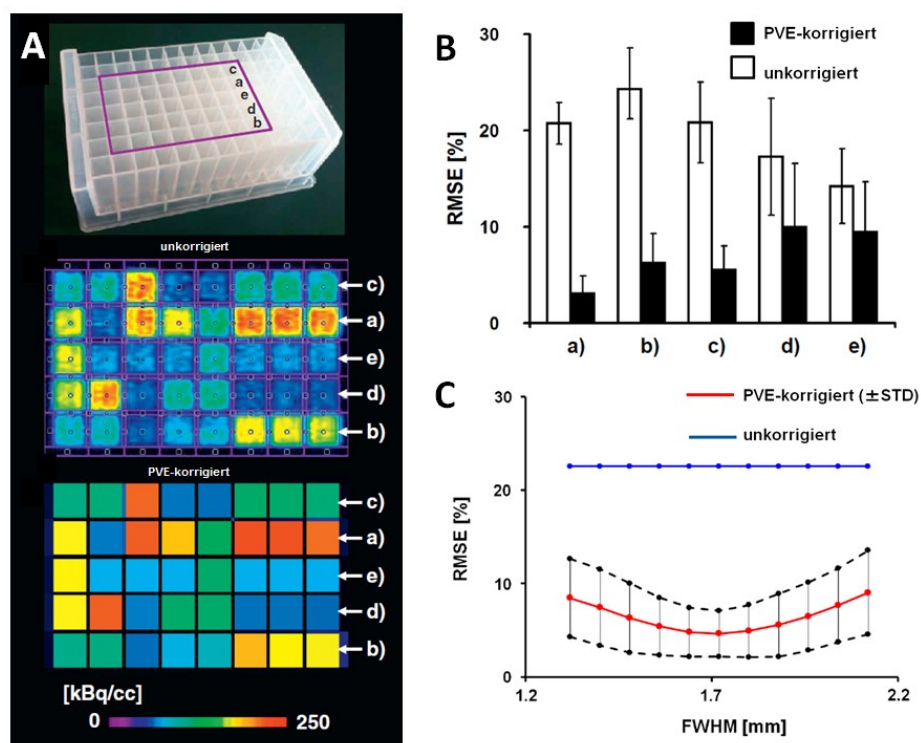 A
c
a
e
d
b
unkorrigiert
c)
a)
e)
d)
b)
PVE-korrigiert
c)
a)
e)
d)
b)
[kBq/cc]
0 250
B
PVE-korrigiert
unkorrigiert
RMSE [%]
30
20
10
0
a) b) c) d) e)
C
PVE-korrigiert (±STD)
unkorrigiert
RMSE [%]
30
20
10
0
1.2 1.7 2.2
FWHM [mm]